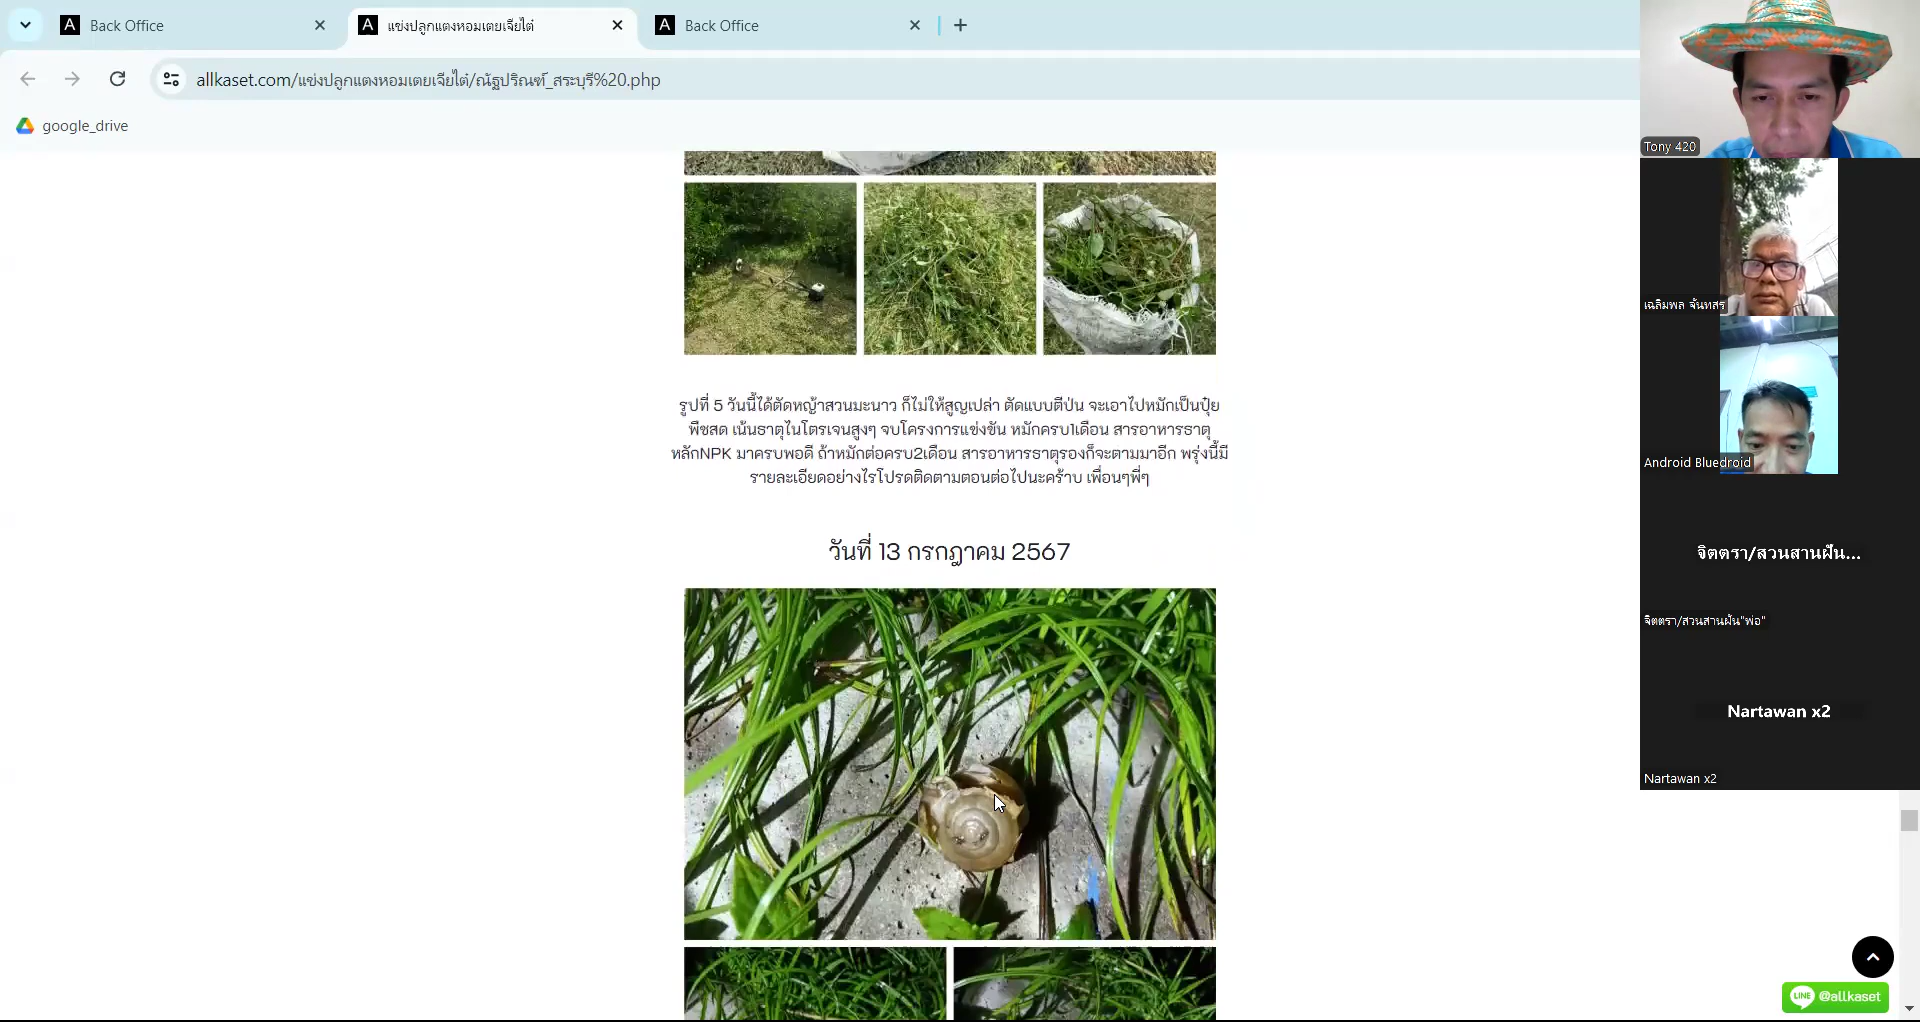 Back Office
แข่งปลูกแตงหอมเตยเจียไต๋
Back Office
allkaset.com/แข่งปลูกแตงหอมเตยเจียไต๋/ณัฐปริณฑ์_สระบุรี%20.php
google_drive
รูปที่ 5 วันนี้ได้ตัดหญ้าสวนมะนาว ก็ไม่ให้สูญเปล่า ตัดแบบตีป่น จะเอาไปหมักเป็นปุ๋ย
พืชสด เน้นธาตุไนโตรเจนสูงๆ จบโครงการแข่งขัน หมักครบ1เดือน สารอาหารธาตุ
หลักNPK มาครบพอดี ถ้าหมักต่อครบ2เดือน สารอาหารธาตุรองก็จะตามมาอีก พรุ่งนี้มี
รายละเอียดอย่างไรโปรดติดตามตอนต่อไปนะคร้าบ เพื่อนๆพี่ๆ
วันที่ 13 กรกฎาคม 2567
Tony 420
เฉลิมพล จันทสร
Android Bluedroid
จิตตรา/สวนสานฝัน...
จิตตรา/สวนสานฝัน"พ่อ"
Nartawan x2
Nartawan x2
LINE @allkaset